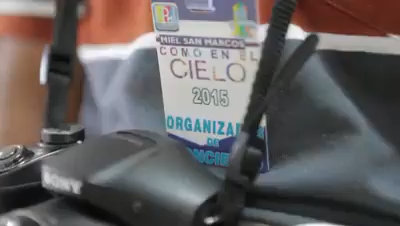 MIEL SAN MARCOS
COMO EN EL
CIELO
2015
ORGANIZA
DE
SONY